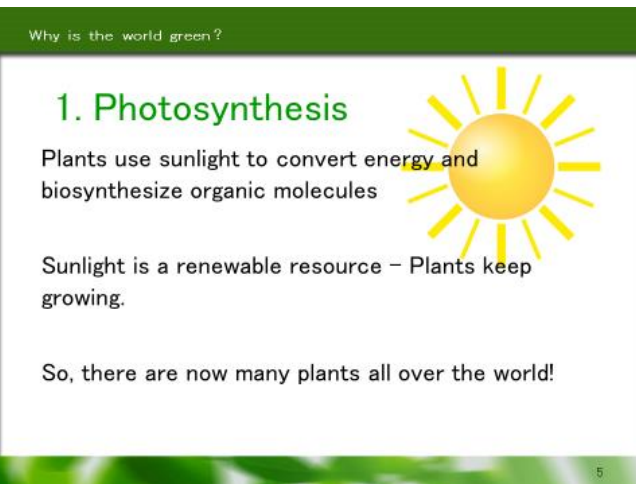 Why is the world green?
1. Photosynthesis
Plants use sunlight to convert energy and
biosynthesize organic molecules
Sunlight is a renewable resource – Plants keep
growing.
So, there are now many plants all over the world!
5